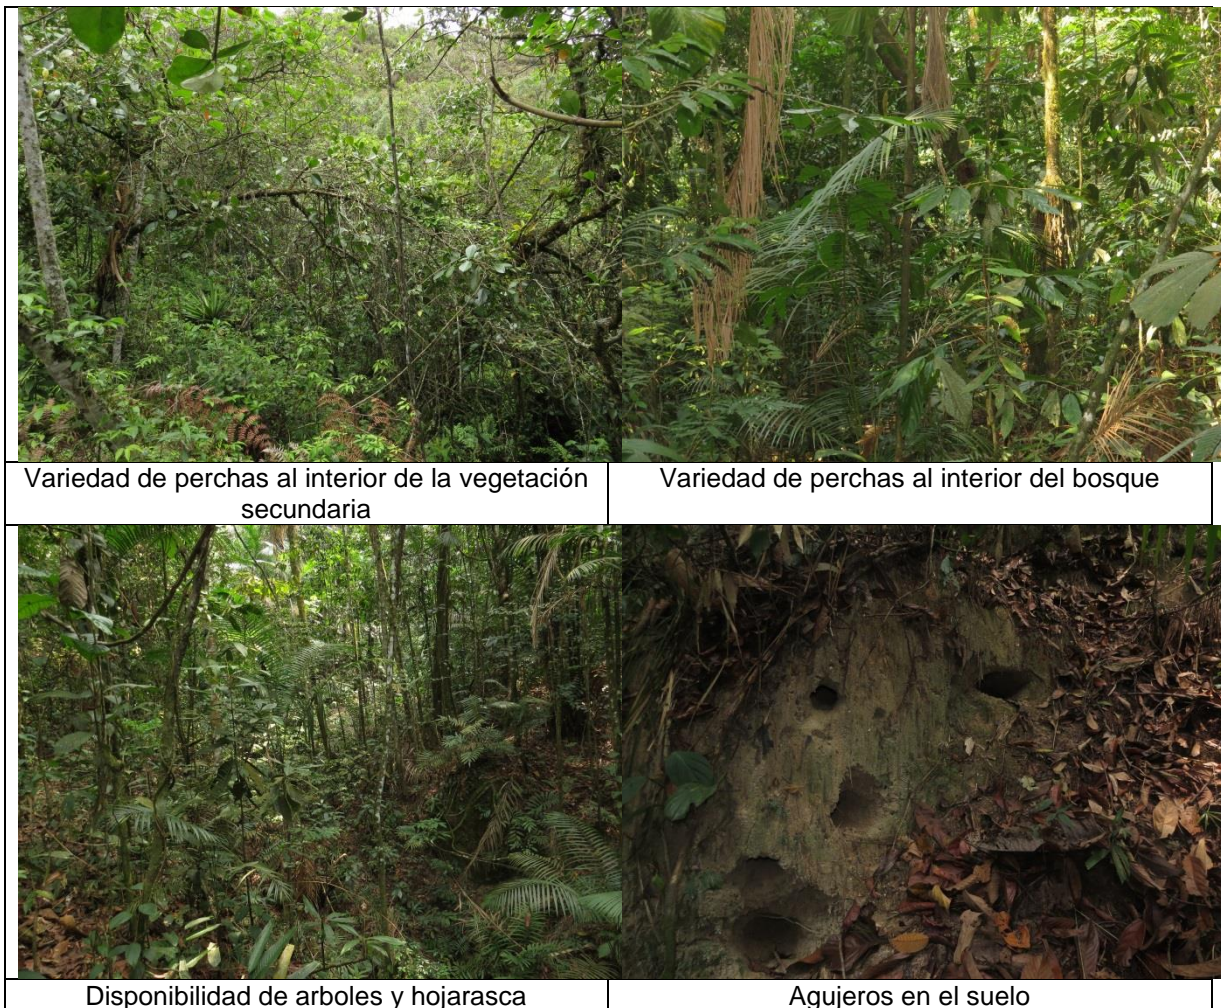 Variedad de perchas al interior de la vegetación
secundaria
Variedad de perchas al interior del bosque
Disponibilidad de arboles y hojarasca
Agujeros en el suelo